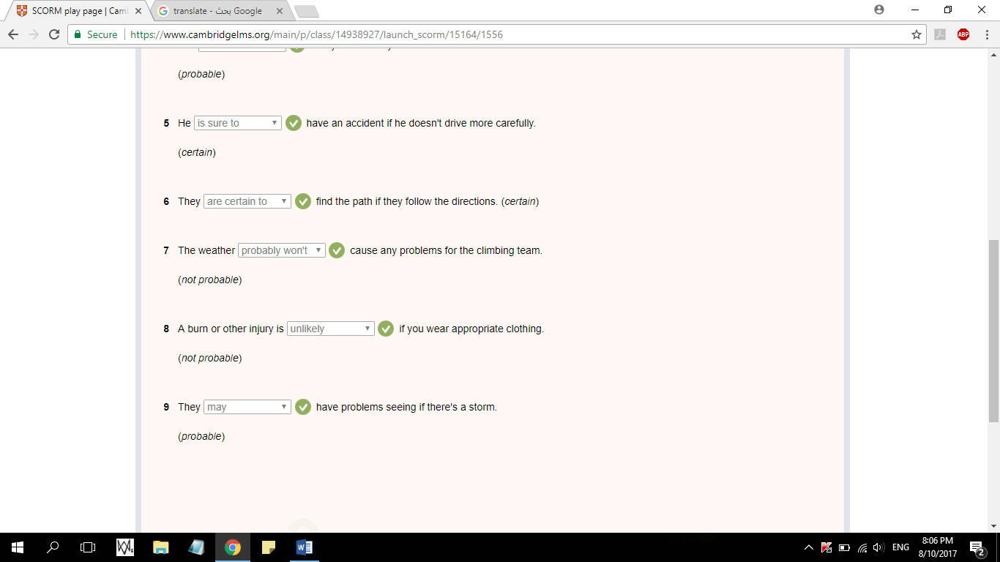 SCORM play page | Cam
translate - بحث Google
Secure | https://www.cambridgelms.org/main/p/class/14938927/launch_scorm/15164/1556
ABP
(probable)
5 He is sure to have an accident if he doesn't drive more carefully.
(certain)
6 They are certain to find the path if they follow the directions. (certain)
7 The weather probably won't cause any problems for the climbing team.
(not probable)
8 A burn or other injury is unlikely if you wear appropriate clothing.
(not probable)
9 They may have problems seeing if there's a storm.
(probable)
ENG
8:06 PM
8/10/2017
2